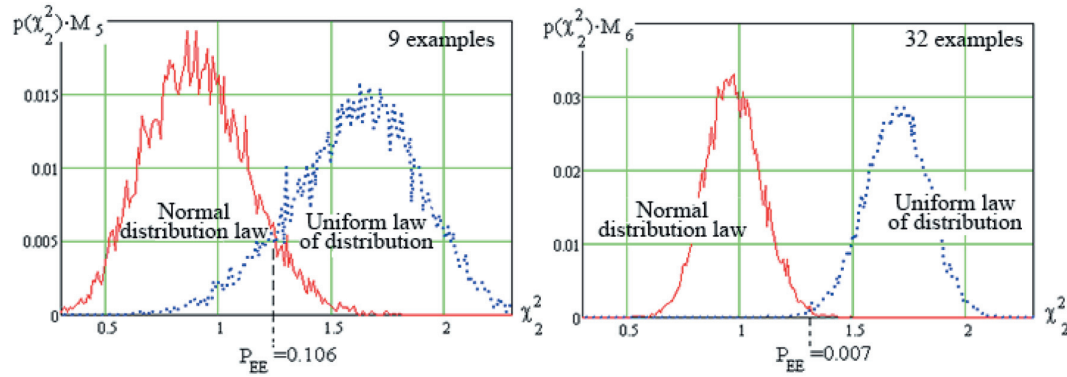 p(χ₂²)·M₅
9 examples
0.015
0.01
Normal
distribution law
Uniform law
of distribution
0.005
0
0.5
1
1.5
2
χ₂²
P_EE=0.106
p(χ₂²)·M₆
32 examples
0.03
0.02
Normal
distribution law
Uniform law
of distribution
0.01
0
0.5
1
1.5
2
χ₂²
P_EE=0.007